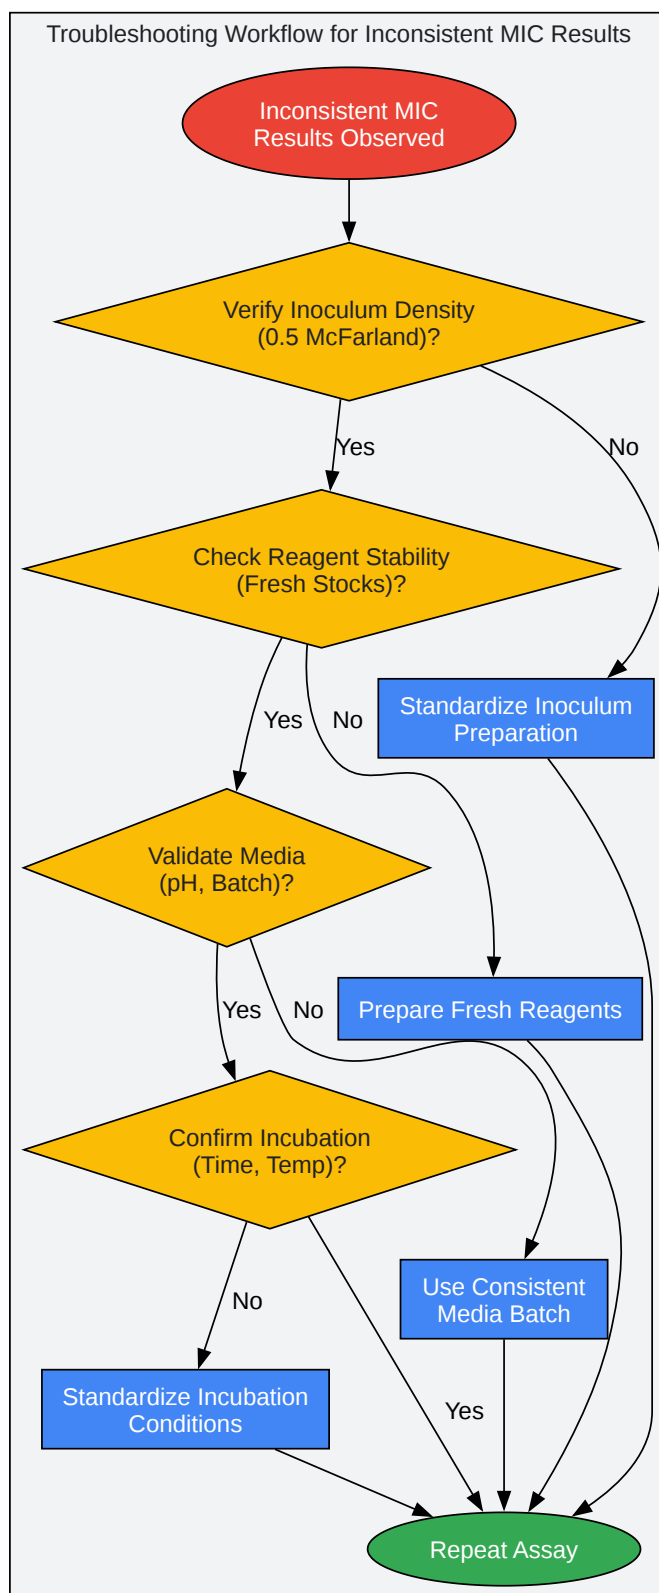 Troubleshooting Workflow for Inconsistent MIC Results
Inconsistent MIC
Results Observed
Verify Inoculum Density
(0.5 McFarland)?
Yes
No
Check Reagent Stability
(Fresh Stocks)?
Standardize Inoculum
Preparation
Yes
No
Validate Media
(pH, Batch)?
Yes
No
Prepare Fresh Reagents
Confirm Incubation
(Time, Temp)?
Use Consistent
Media Batch
No
Standardize Incubation
Conditions
Yes
Repeat Assay